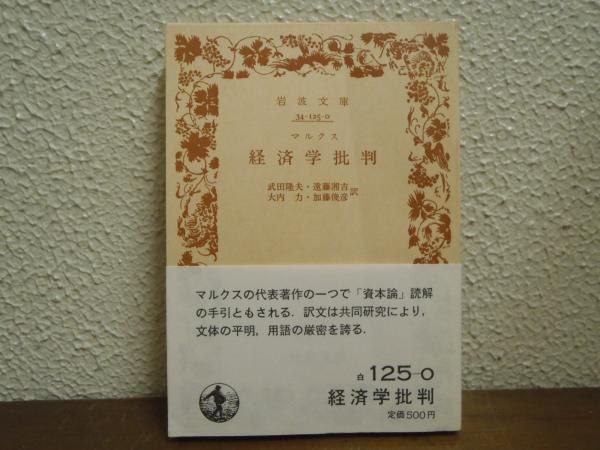 岩波文庫
34-125-0
マルクス
経済学批判
武田隆夫・遠藤湘吉
大内力・加藤俊彦 訳
マルクスの代表著作の一つで「資本論」読解
の手引ともされる．訳文は共同研究により，
文体の平明，用語の厳密を誇る．
白 125-0
経済学批判
定価500円